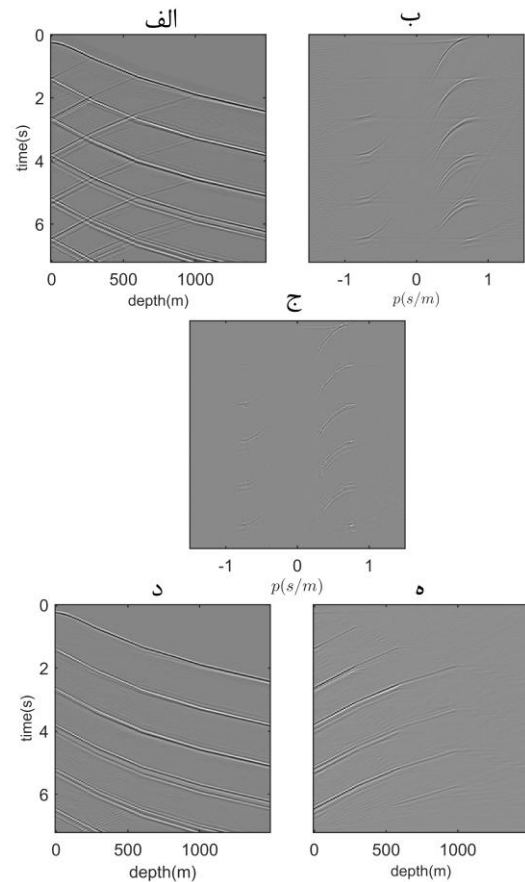 الف
ب
0
2
4
6
time(s)
0 500 1000
depth(m)
-1 0 1
p(s/m)
ج
-1 0 1
p(s/m)
د
ه
0
2
4
6
time(s)
0 500 1000
depth(m)
0 500 1000
depth(m)